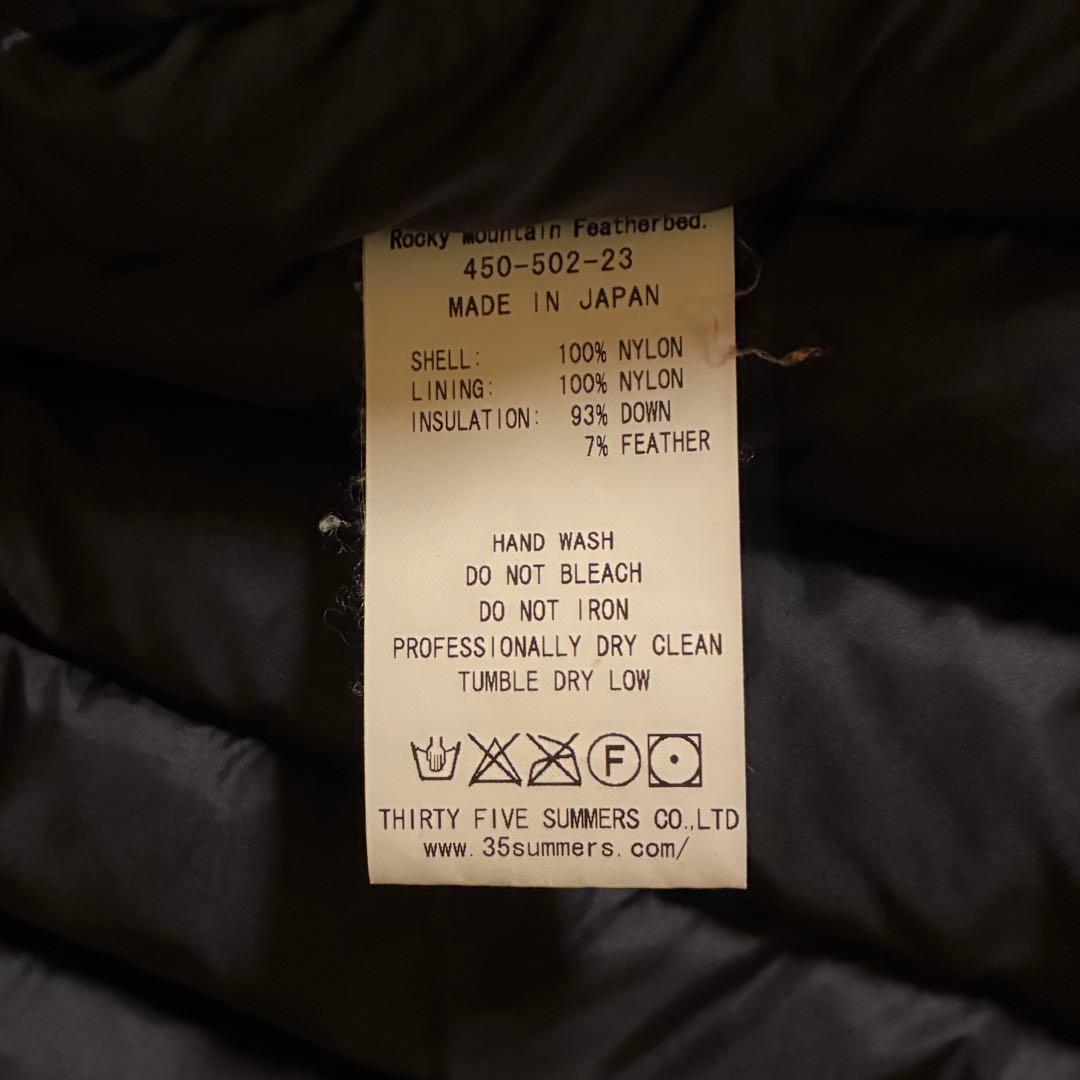 Rocky Mountain Featherbed.
450-502-23
MADE IN JAPAN
SHELL: 100% NYLON
LINING: 100% NYLON
INSULATION: 93% DOWN
7% FEATHER
HAND WASH
DO NOT BLEACH
DO NOT IRON
PROFESSIONALLY DRY CLEAN
TUMBLE DRY LOW
F
THIRTY FIVE SUMMERS CO.,LTD
www.35summers.com/